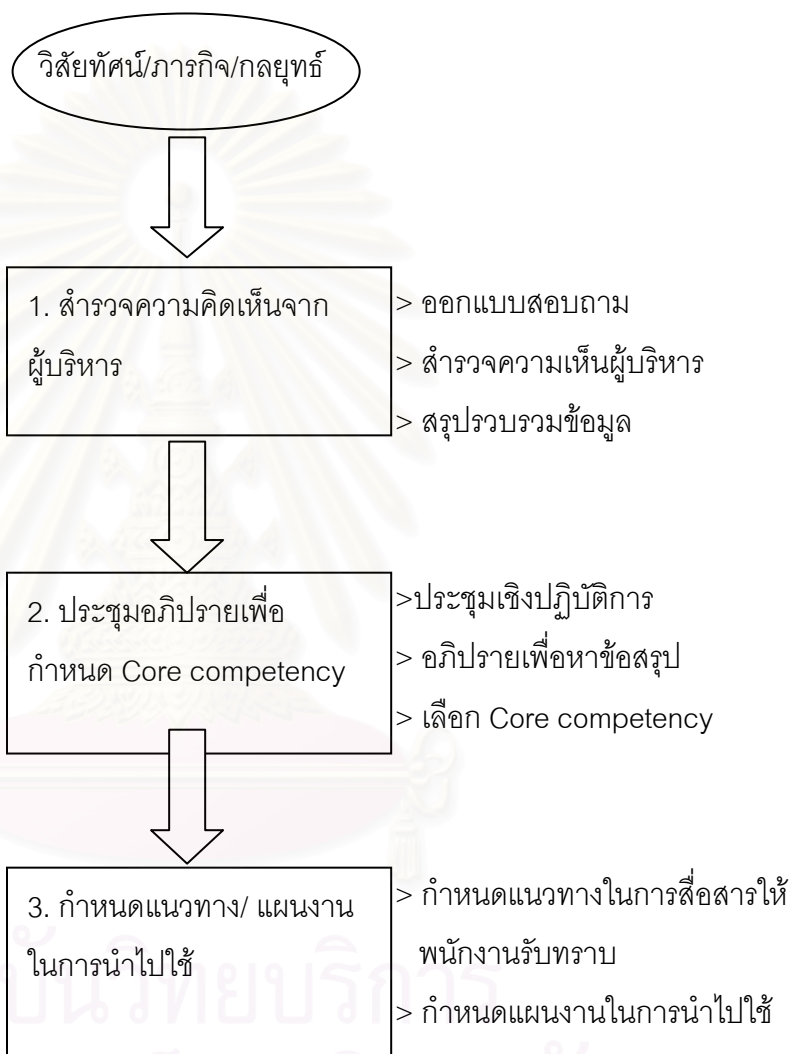 วิสัยทัศน์/ภารกิจ/กลยุทธ์
1. สำรวจความคิดเห็นจาก
ผู้บริหาร
> ออกแบบสอบถาม
> สำรวจความเห็นผู้บริหาร
> สรุปรวบรวมข้อมูล
2. ประชุมอภิปรายเพื่อ
กำหนด Core competency
>ประชุมเชิงปฏิบัติการ
> อภิปรายเพื่อหาข้อสรุป
> เลือก Core competency
3. กำหนดแนวทาง/ แผนงาน
ในการนำไปใช้
> กำหนดแนวทางในการสื่อสารให้
พนักงานรับทราบ
> กำหนดแผนงานในการนำไปใช้